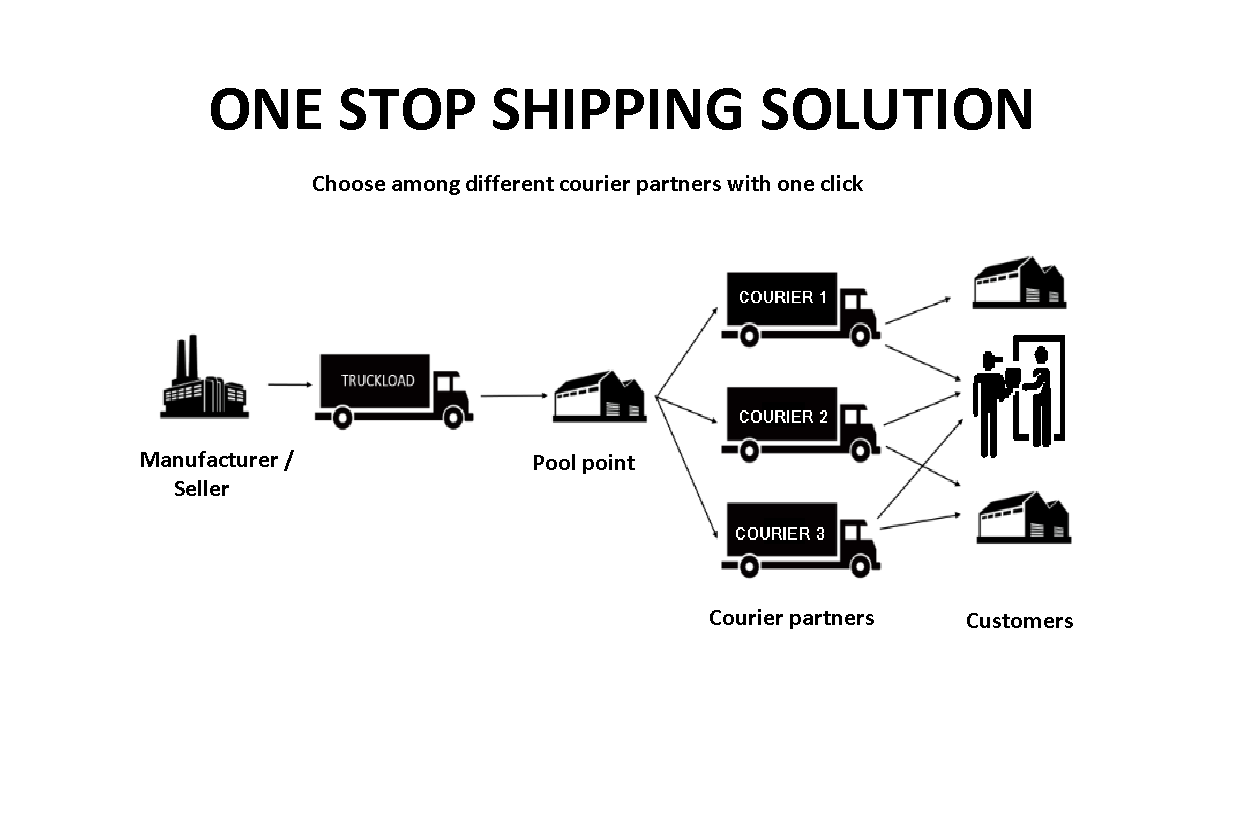 ONE STOP SHIPPING SOLUTION
Choose among different courier partners with one click
COURIER 1
TRUCKLOAD
COURIER 2
Manufacturer /
Seller
Pool point
COURIER 3
Courier partners
Customers